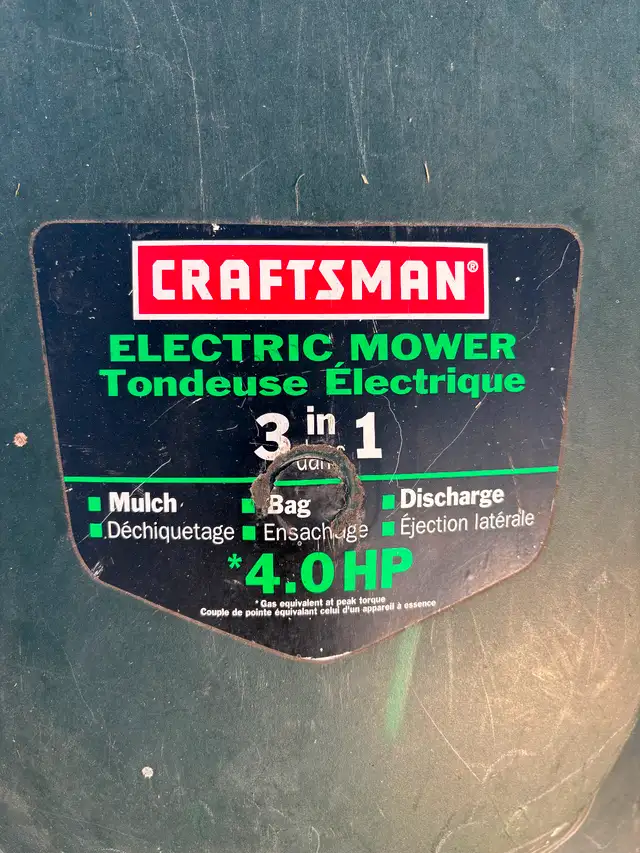 CRAFTSMAN®
ELECTRIC MOWER
Tondeuse Électrique
3 in 1
Mulch Bag Discharge
Déchiquetage Ensachage Éjection latérale
*4.0 HP
* Gas equivalent at peak torque
Couple de pointe équivalant celui d'un appareil à essence